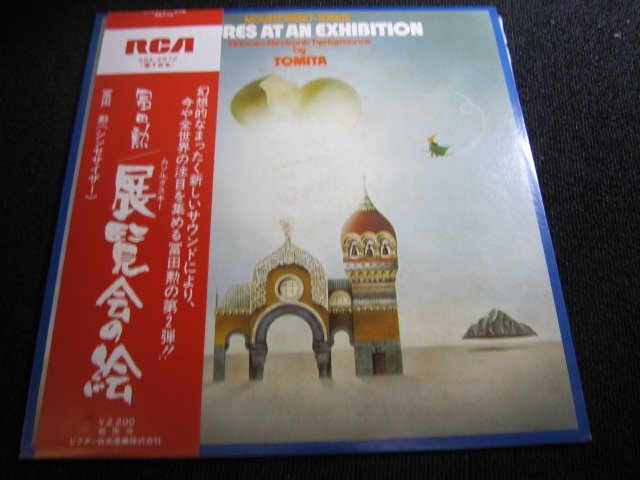 RCA
冨田 勲
展覧会の絵
ムソルグスキー
冨田 勲(シンセサイザー)
幻想的なまったく新しいサウンドにより、
今や全世界の注目を集める冨田勲の第2弾!!
¥2,200
発売元
ビクター音楽産業株式会社
MOUSSORGSKY-TOMITA
RES AT AN EXHIBITION
Virtuoso Electronic Performance
by
TOMITA